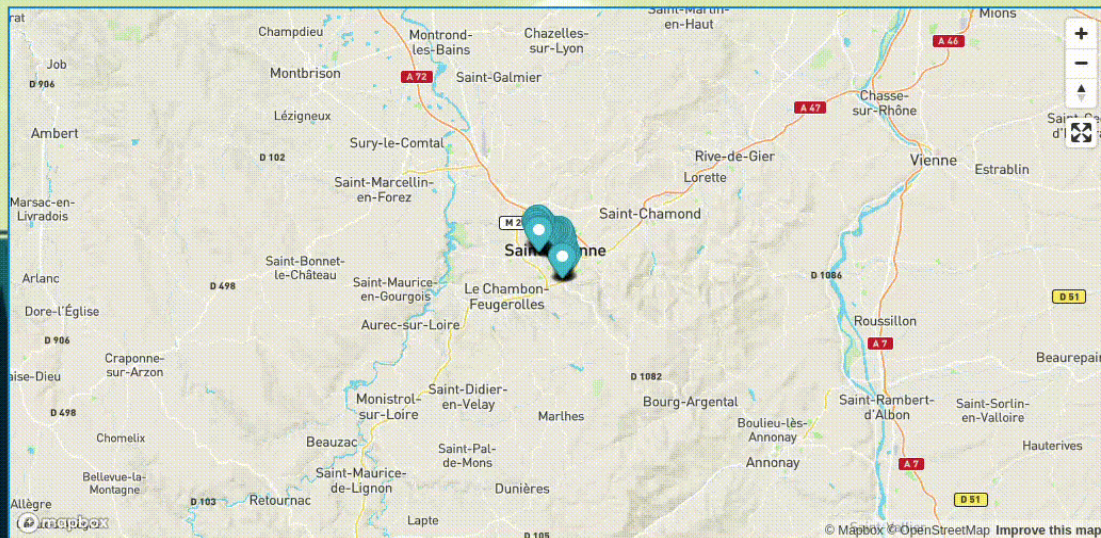 Saint-Martin-
en-Haut
Mions
Champdieu
Montrond-
les-Bains
Chazelles-
sur-Lyon
A 46
Job
Montbrison
A 72
Saint-Galmier
D 906
Chasse-
sur-Rhône
A 47
Lézigneux
Ambert
Sury-le-Comtal
D 102
Rive-de-Gier
Vienne
Estrablin
Lorette
Saint-Marcellin-
en-Forez
Marsac-en-
Livradois
Saint-Chamond
M 2
Saint-Bonnet-
le-Château
Arlanc
D 1086
D 498
Saint-Maurice-
en-Gourgois
Le Chambon-
Feugerolles
D 51
Dore-l'Église
Aurec-sur-Loire
Roussillon
D 906
A 7
Craponne-
sur-Arzon
Beaurepain
aise-Dieu
D 1082
Saint-Didier-
en-Velay
Monistrol-
sur-Loire
Bourg-Argental
Saint-Rambert-
d'Albon
Saint-Sorlin-
en-Valloire
D 498
Marlhes
Boulieu-lès-
Annonay
Chomelix
Beauzac
Saint-Pal-
de-Mons
Hauterives
Annonay
A 7
Bellevue-la-
Montagne
Saint-Maurice-
de-Lignon
Dunières
Allègre
D 103
Retournac
D 51
Lapte
mapbox
D 105
© Mapbox © OpenStreetMap Improve this map